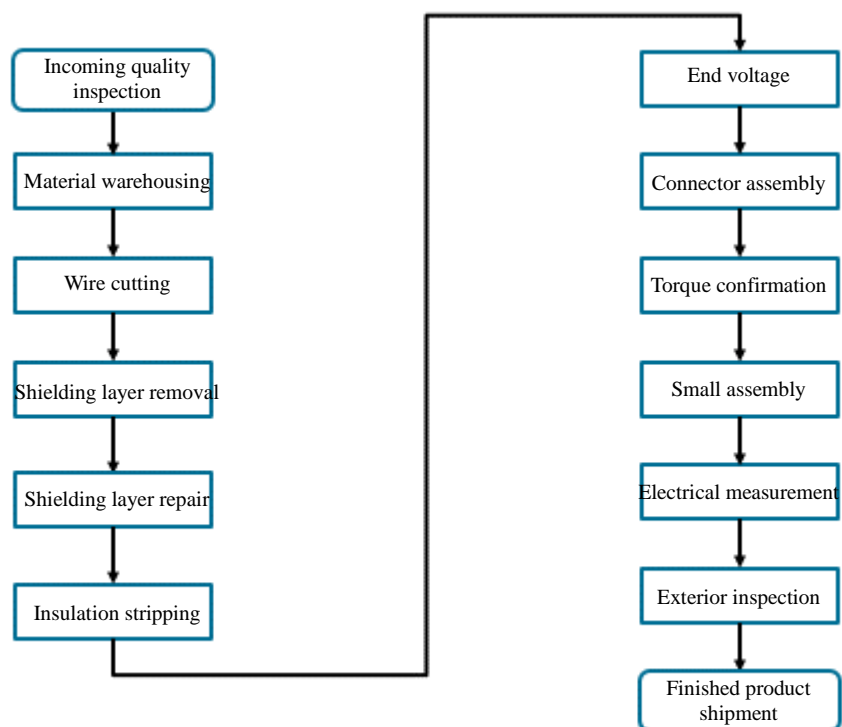 Incoming quality
inspection
Material warehousing
Wire cutting
Shielding layer removal
Shielding layer repair
Insulation stripping
End voltage
Connector assembly
Torque confirmation
Small assembly
Electrical measurement
Exterior inspection
Finished product
shipment